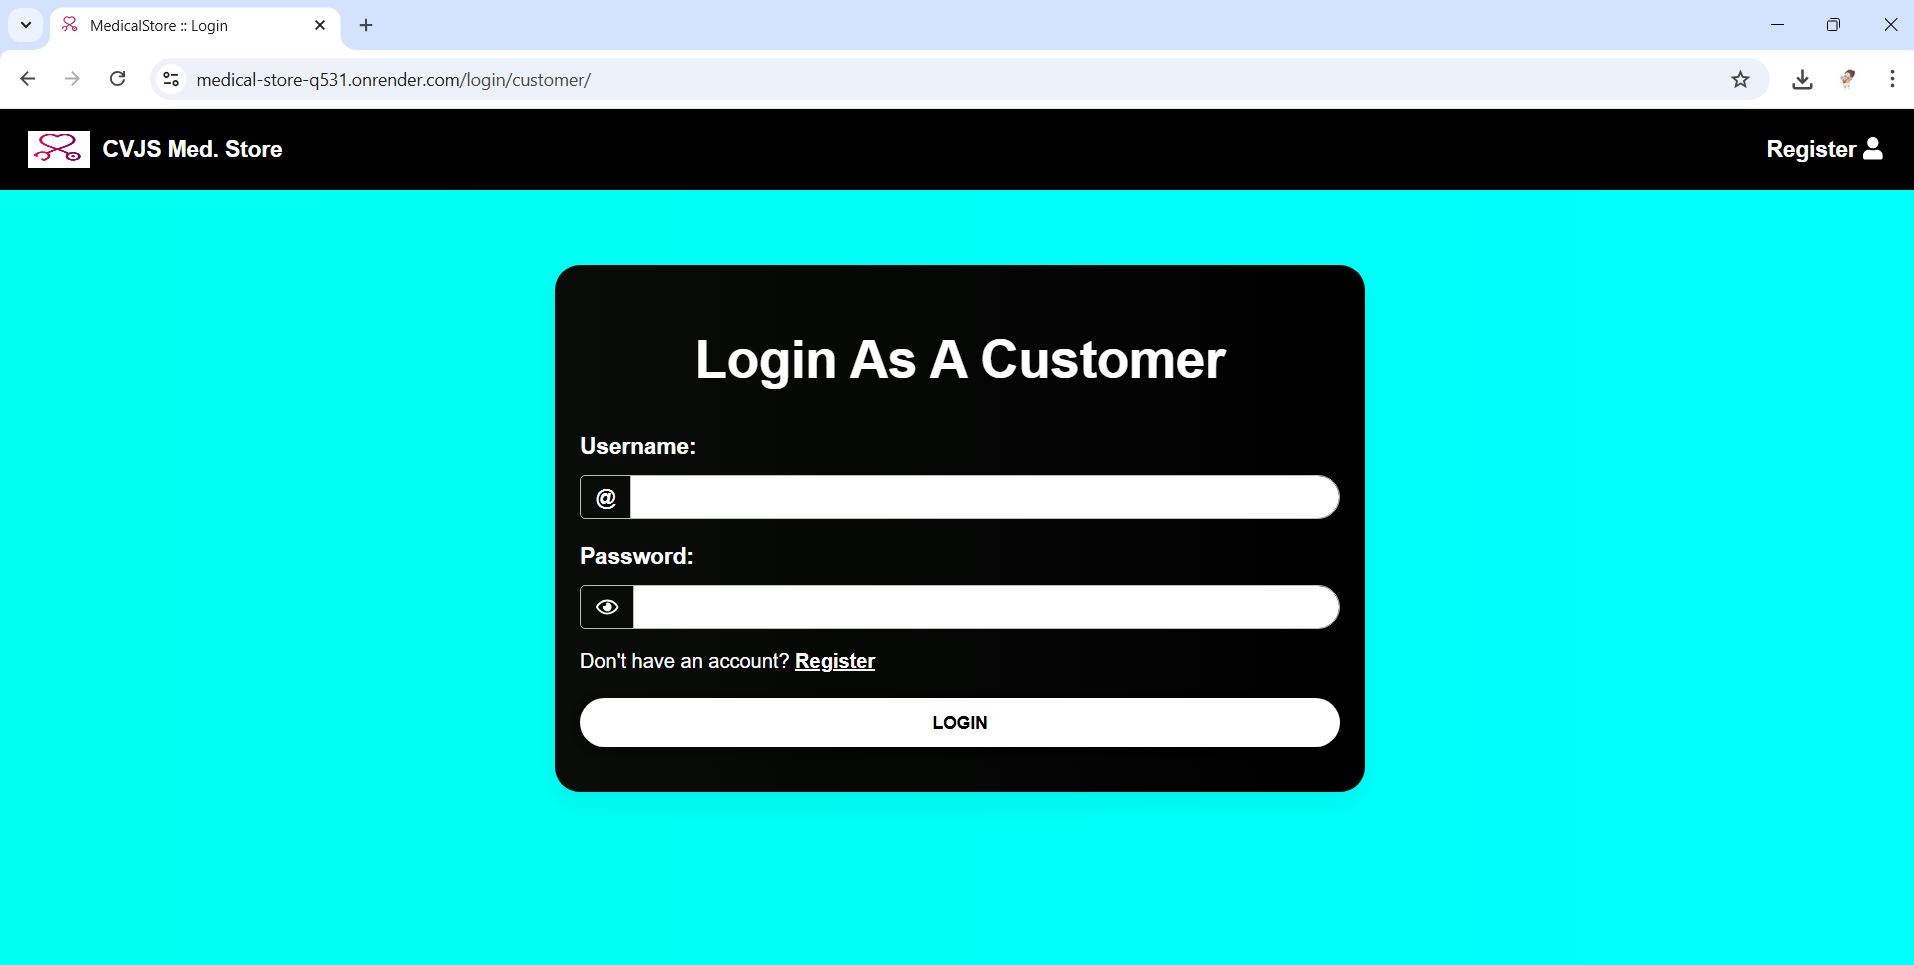 MedicalStore :: Login
medical-store-q531.onrender.com/login/customer/
CVJS Med. Store
Register
Login As A Customer
Username:
@
Password:
Don't have an account? Register
LOGIN